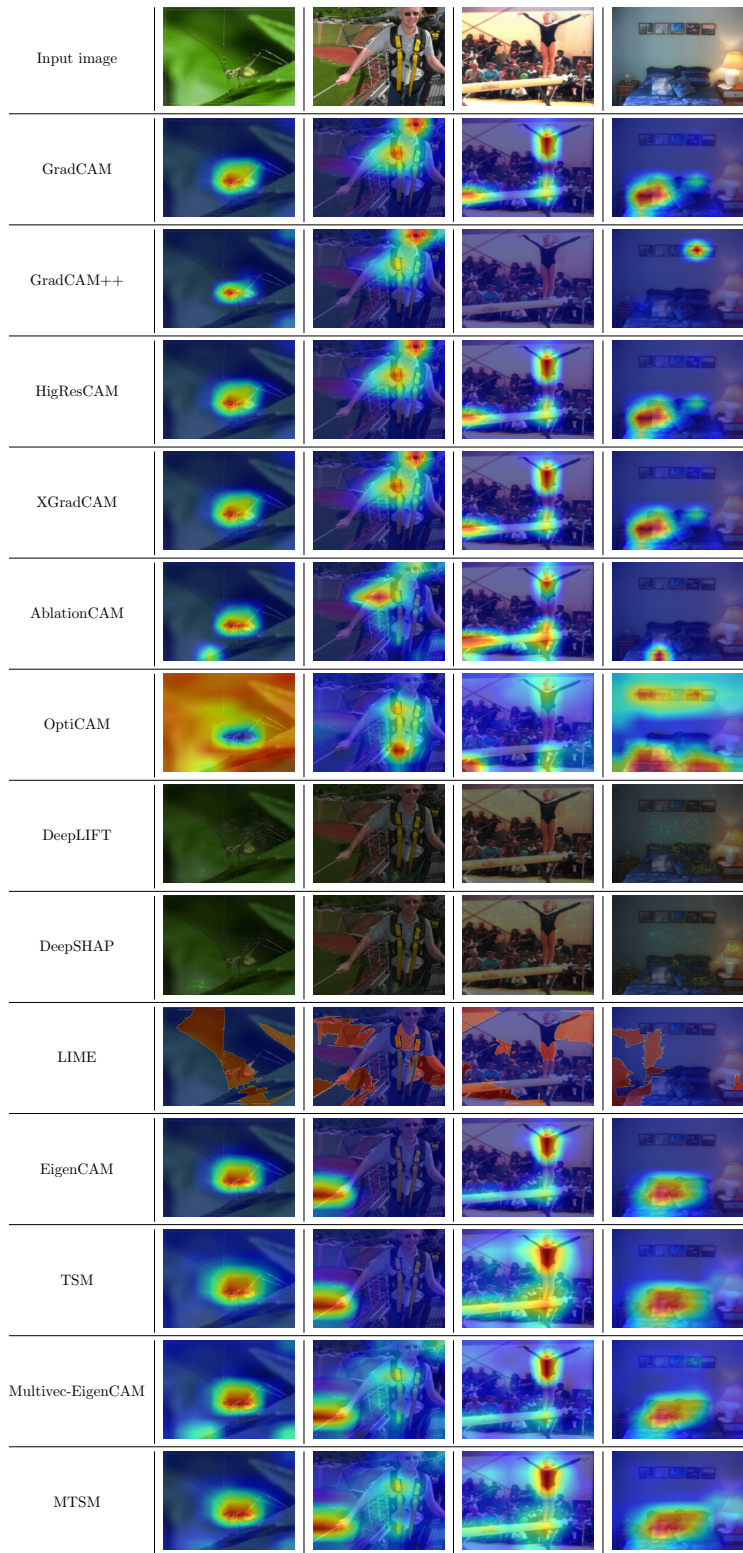 Input image
GradCAM
GradCAM++
HigResCAM
XGradCAM
AblationCAM
OptiCAM
DeepLIFT
DeepSHAP
LIME
EigenCAM
TSM
Multivec-EigenCAM
MTSM